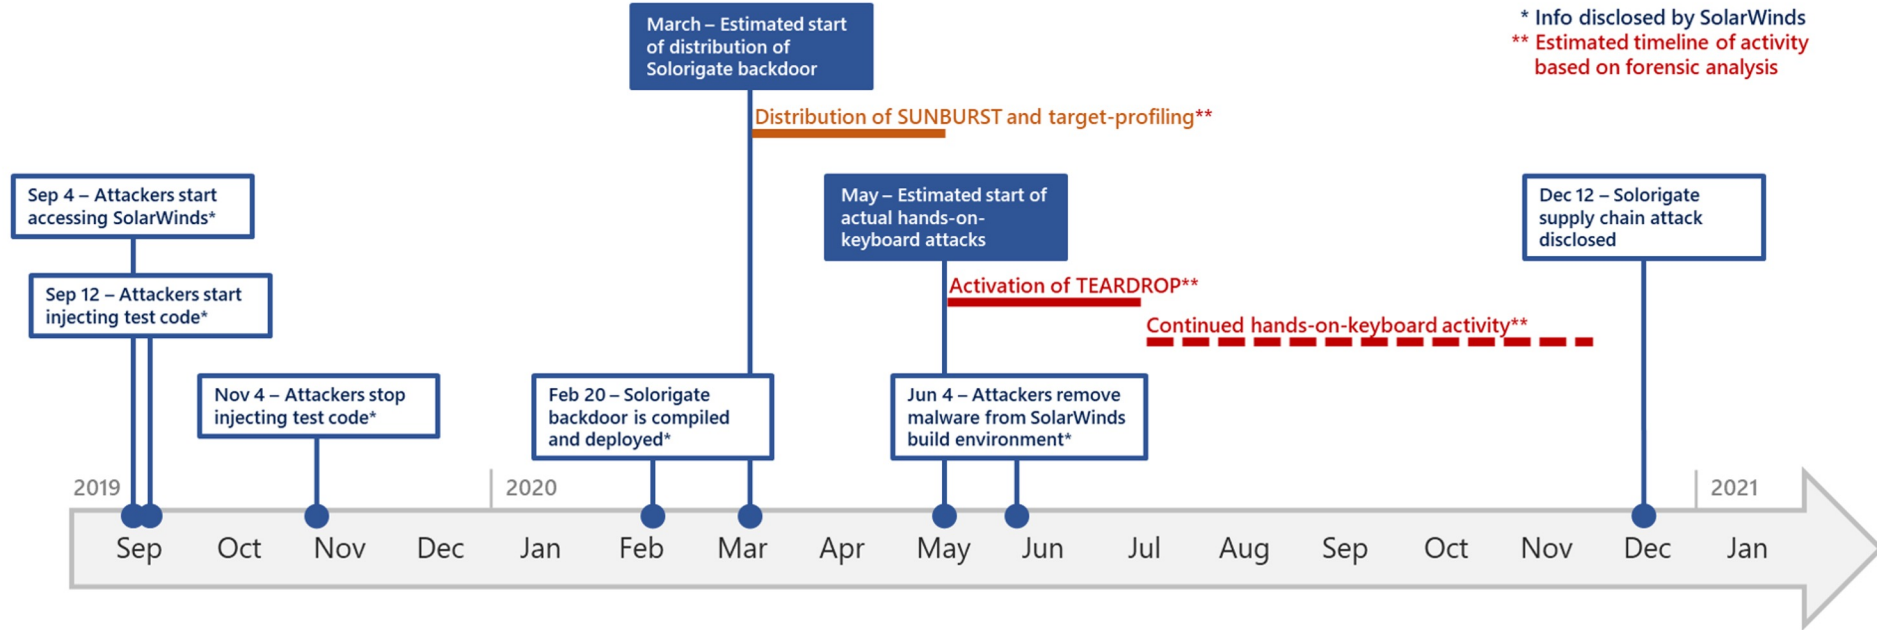 March – Estimated start
of distribution of
Solorigate backdoor
* Info disclosed by SolarWinds
** Estimated timeline of activity
based on forensic analysis
Distribution of SUNBURST and target-profiling**
Sep 4 – Attackers start
accessing SolarWinds*
May – Estimated start of
actual hands-on-
keyboard attacks
Dec 12 – Solorigate
supply chain attack
disclosed
Sep 12 – Attackers start
injecting test code*
Activation of TEARDROP**
Continued hands-on-keyboard activity**
Nov 4 – Attackers stop
injecting test code*
Feb 20 – Solorigate
backdoor is compiled
and deployed*
Jun 4 – Attackers remove
malware from SolarWinds
build environment*
2019 2020 2021
Sep Oct Nov Dec Jan Feb Mar Apr May Jun Jul Aug Sep Oct Nov Dec Jan